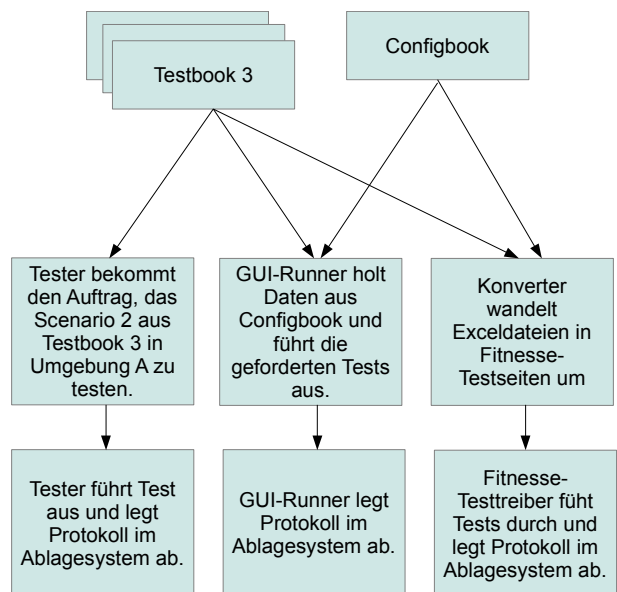 Testbook 3
Configbook
Tester bekommt
den Auftrag, das
Scenario 2 aus
Testbook 3 in
Umgebung A zu
testen.
GUI-Runner holt
Daten aus
Configbook und
führt die
geforderten Tests
aus.
Konverter
wandelt
Exceldateien in
Fitnesse-
Testseiten um
Tester führt Test
aus und legt
Protokoll im
Ablagesystem ab.
GUI-Runner legt
Protokoll im
Ablagesystem ab.
Fitnesse-
Testtreiber füht
Tests durch und
legt Protokoll im
Ablagesystem ab.